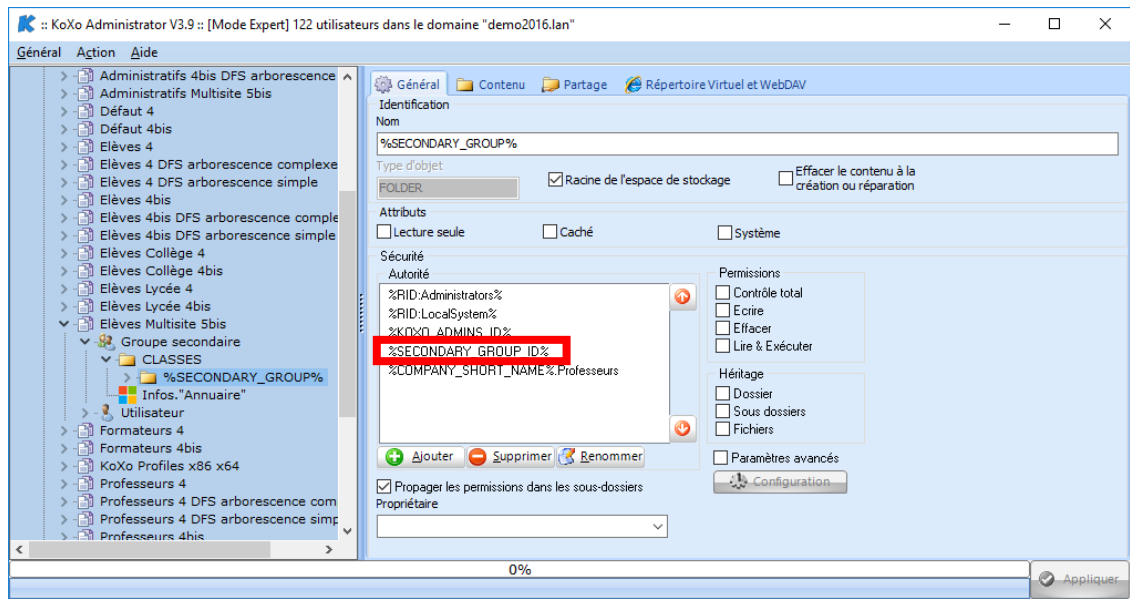 :: KoXo Administrator V3.9 :: [Mode Expert] 122 utilisateurs dans le domaine "demo2016.lan"
Général Action Aide
Administratifs 4bis DFS arborescence
Administratifs Multisite 5bis
Défaut 4
Défaut 4bis
Elèves 4
Elèves 4 DFS arborescence complexe
Elèves 4 DFS arborescence simple
Elèves 4bis
Elèves 4bis DFS arborescence comple
Elèves 4bis DFS arborescence simple
Elèves Collège 4
Elèves Collège 4bis
Elèves Lycée 4
Elèves Lycée 4bis
Elèves Multisite 5bis
Groupe secondaire
CLASSES
%SECONDARY_GROUP%
Infos."Annuaire"
Utilisateur
Formateurs 4
Formateurs 4bis
KoXo Profiles x86 x64
Professeurs 4
Professeurs 4 DFS arborescence com
Professeurs 4 DFS arborescence simp
Professeurs 4bis
Général Contenu Partage Répertoire Virtuel et WebDAV
Identification
Nom
%SECONDARY_GROUP%
Type d'objet
FOLDER
Racine de l'espace de stockage
Effacer le contenu à la
création ou réparation
Attributs
Lecture seule Caché Système
Sécurité
Autorité
%RID:Administrators%
%RID:LocalSystem%
%KOXO_ADMINS_ID%
%SECONDARY_GROUP_ID%
%COMPANY_SHORT_NAME%.Professeurs
Ajouter Supprimer Renommer
Propager les permissions dans les sous-dossiers
Propriétaire
Permissions
Contrôle total
Ecrire
Effacer
Lire & Exécuter
Héritage
Dossier
Sous dossiers
Fichiers
Paramètres avancés
Configuration
0%
Appliquer